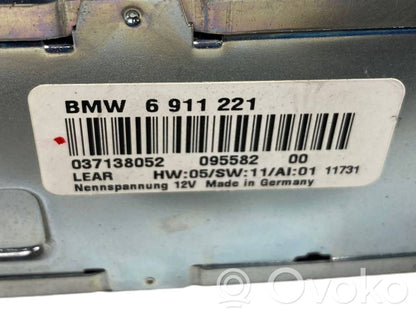 BMW 6 911 221
037138052 095582 00
LEAR HW:05/SW:11/AI:01 11731
Nennspannung 12V Made in Germany
OVOKO